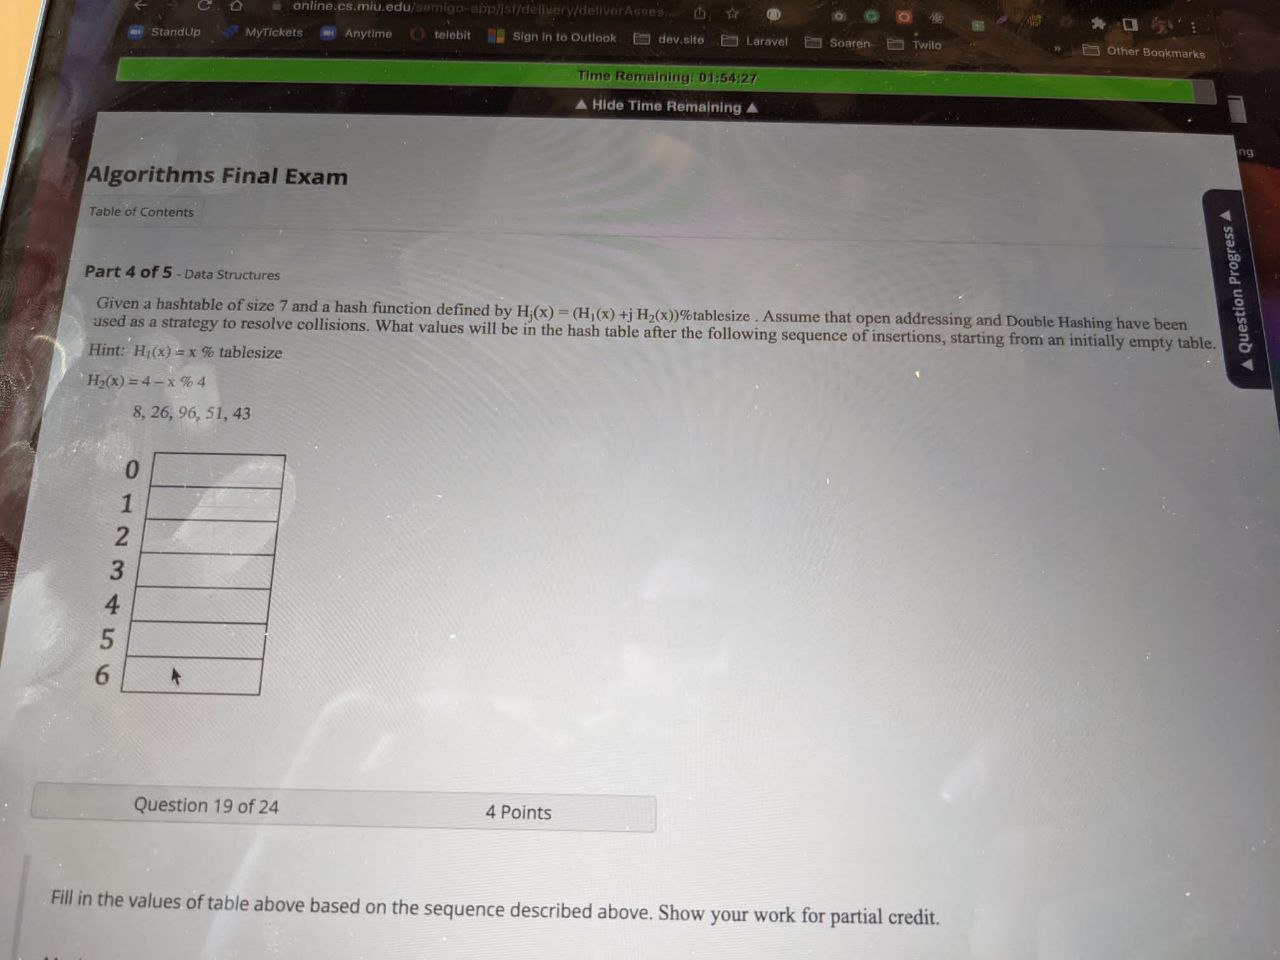 online.cs.miu.edu/samigo-app/jsf/delivery/deliverAsses...
StandUp MyTickets Anytime telebit Sign in to Outlook dev.site Laravel Soaren Twilo » Other Bookmarks
Time Remaining: 01:54:27
▲ Hide Time Remaining ▲
ng
Algorithms Final Exam
Table of Contents
▲ Question Progress ▲
Part 4 of 5 - Data Structures
Given a hashtable of size 7 and a hash function defined by Hj(x) = (H1(x) +j H2(x))%tablesize . Assume that open addressing and Double Hashing have been
used as a strategy to resolve collisions. What values will be in the hash table after the following sequence of insertions, starting from an initially empty table.
Hint: H1(x) = x % tablesize
H2(x) = 4 – x % 4
8, 26, 96, 51, 43
0
1
2
3
4
5
6
Question 19 of 24 4 Points
Fill in the values of table above based on the sequence described above. Show your work for partial credit.